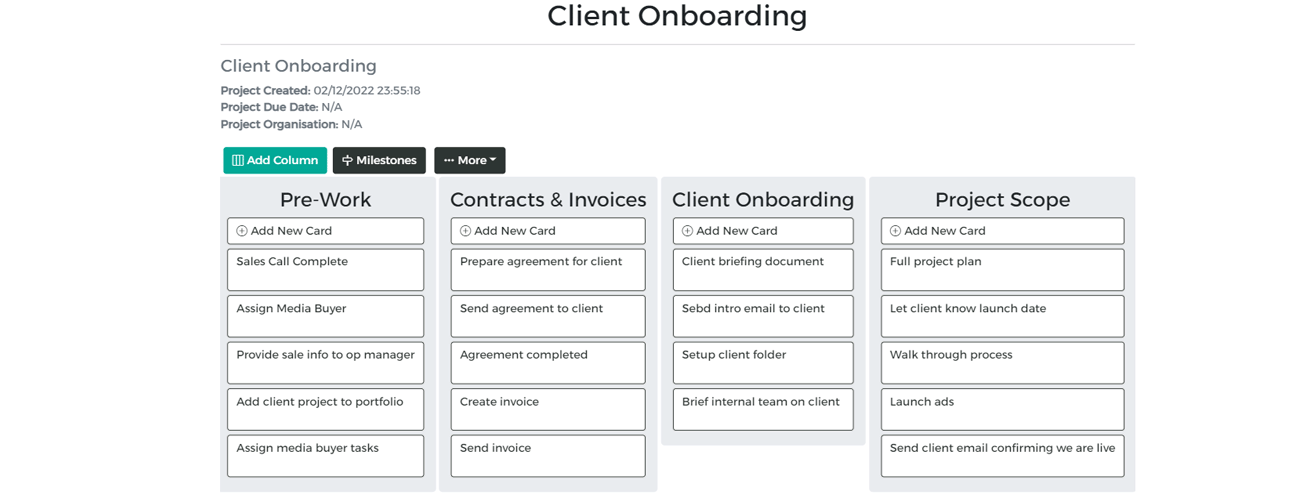 Client Onboarding
Client Onboarding
Project Created: 02/12/2022 23:55:18
Project Due Date: N/A
Project Organisation: N/A
Add Column
Milestones
··· More
Pre-Work
Add New Card
Sales Call Complete
Assign Media Buyer
Provide sale info to op manager
Add client project to portfolio
Assign media buyer tasks
Contracts & Invoices
Add New Card
Prepare agreement for client
Send agreement to client
Agreement completed
Create invoice
Send invoice
Client Onboarding
Add New Card
Client briefing document
Sebd intro email to client
Setup client folder
Brief internal team on client
Project Scope
Add New Card
Full project plan
Let client know launch date
Walk through process
Launch ads
Send client email confirming we are live